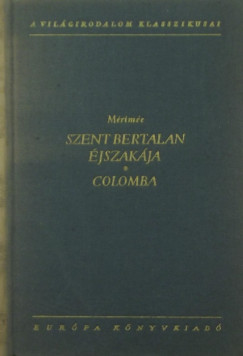 A VILÁGIRODALOM KLASSZIKUSAI
Mérimée
SZENT BERTALAN
ÉJSZAKÁJA
*
COLOMBA
EURÓPA KÖNYVKIADÓ